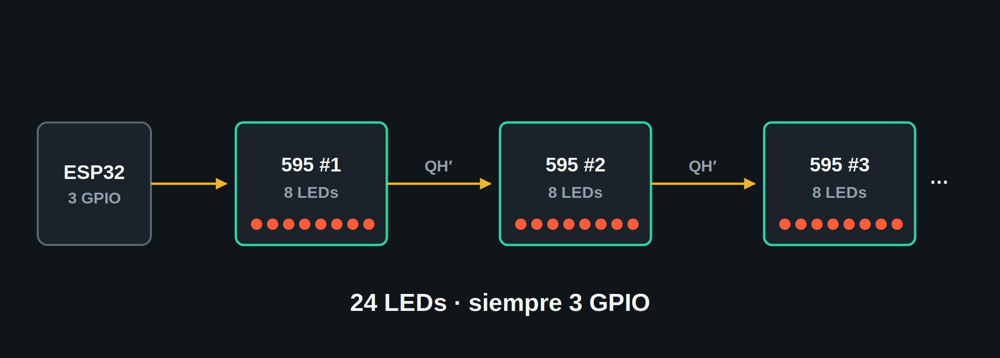 ESP32
3 GPIO
595 #1
8 LEDs
QH′
595 #2
8 LEDs
QH′
595 #3
8 LEDs
...
24 LEDs · siempre 3 GPIO